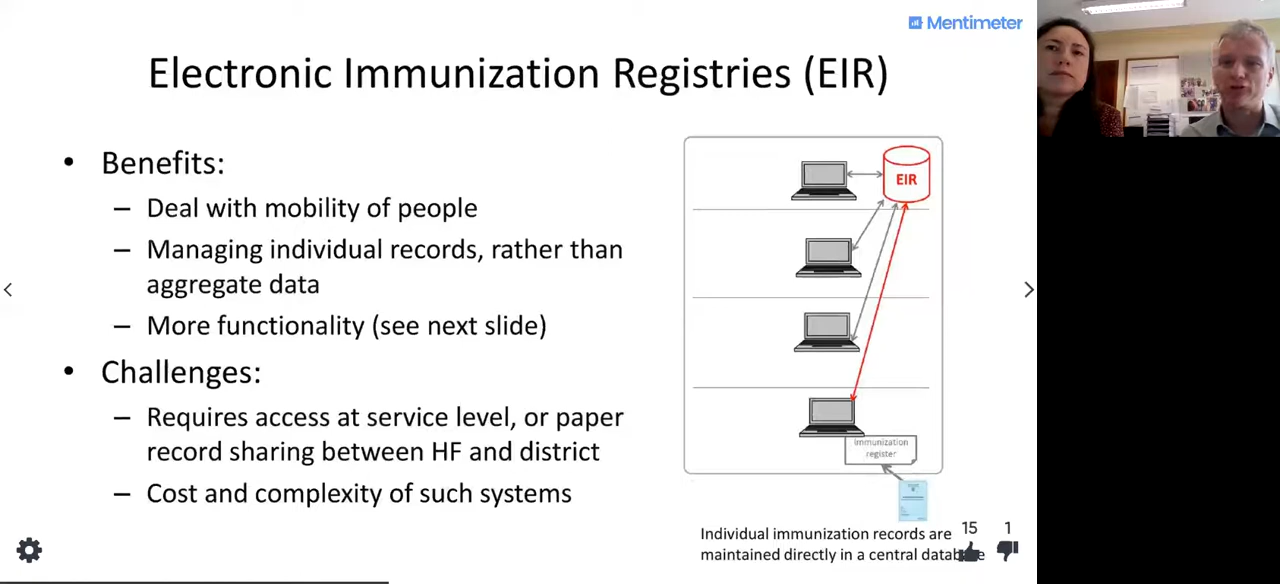 Mentimeter
Electronic Immunization Registries (EIR)
• Benefits:
– Deal with mobility of people
– Managing individual records, rather than
aggregate data
– More functionality (see next slide)
• Challenges:
– Requires access at service level, or paper
record sharing between HF and district
– Cost and complexity of such systems
EIR
immunization
register
Individual immunization records are
maintained directly in a central database
15 1